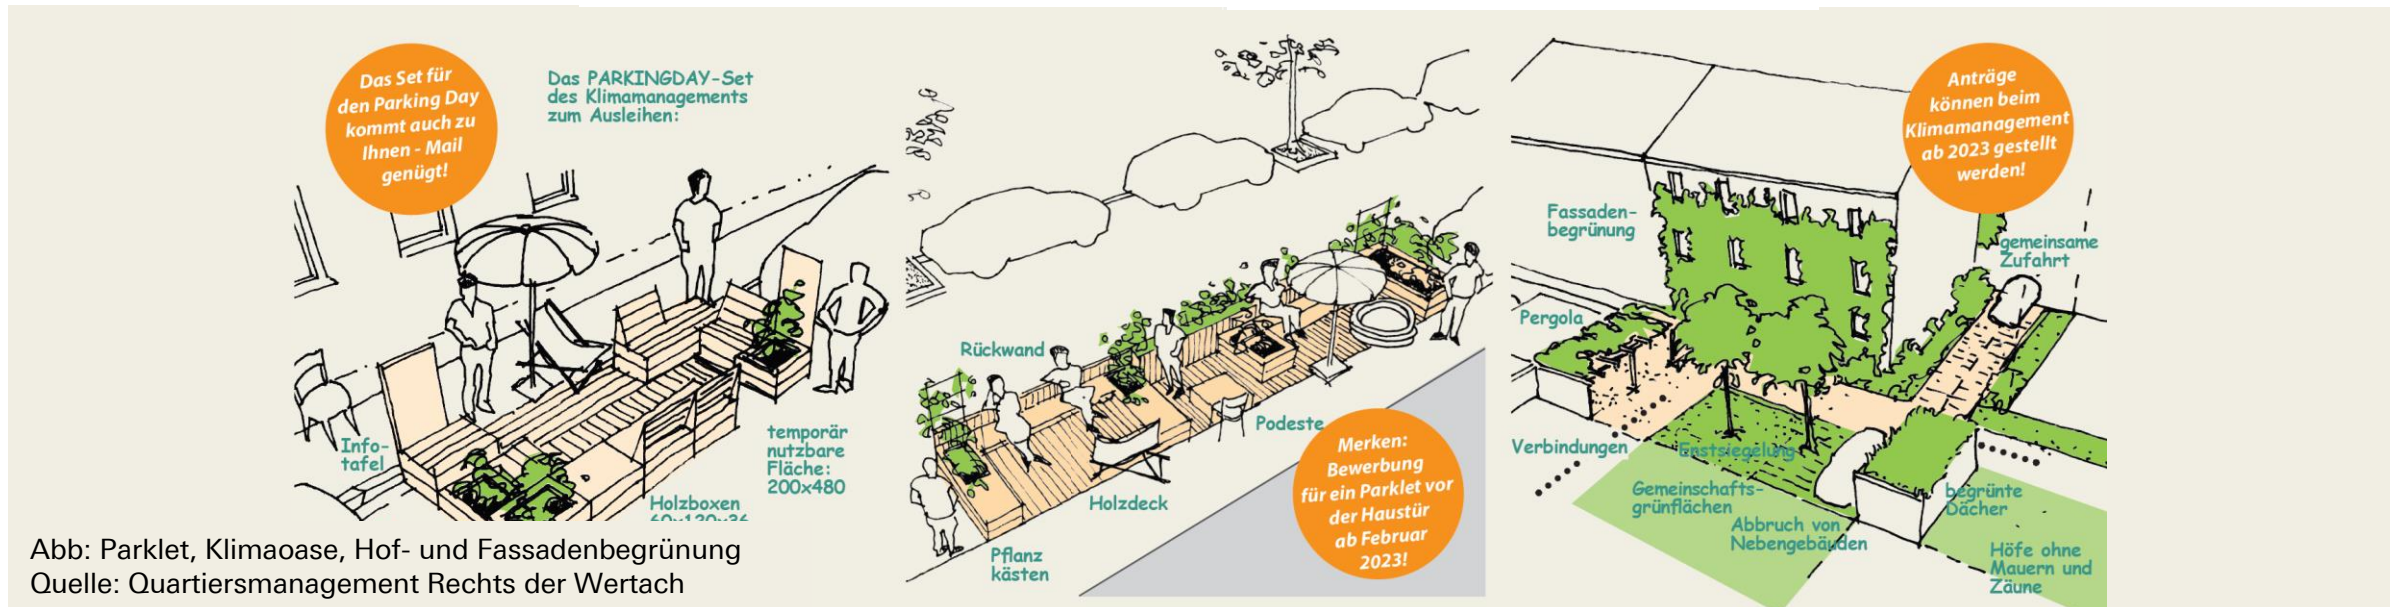 Das Set für
den Parking Day
kommt auch zu
Ihnen - Mail
genügt!
Das PARKINGDAY-Set
des Klimamanagements
zum Ausleihen:
Info-
tafel
temporär
nutzbare
Fläche:
200x480
Holzboxen
60x120x36
Rückwand
Podeste
Holzdeck
Pflanz
kästen
Merken:
Bewerbung
für ein Parklet vor
der Haustür
ab Februar
2023!
Anträge
können beim
Klimamanagement
ab 2023 gestellt
werden!
Fassaden-
begrünung
gemeinsame
Zufahrt
Pergola
Verbindungen
Enstsiegelung
Gemeinschafts-
grünflächen
begrünte
Dächer
Abbruch von
Nebengebäuden
Höfe ohne
Mauern und
Zäune
Abb: Parklet, Klimaoase, Hof- und Fassadenbegrünung
Quelle: Quartiersmanagement Rechts der Wertach